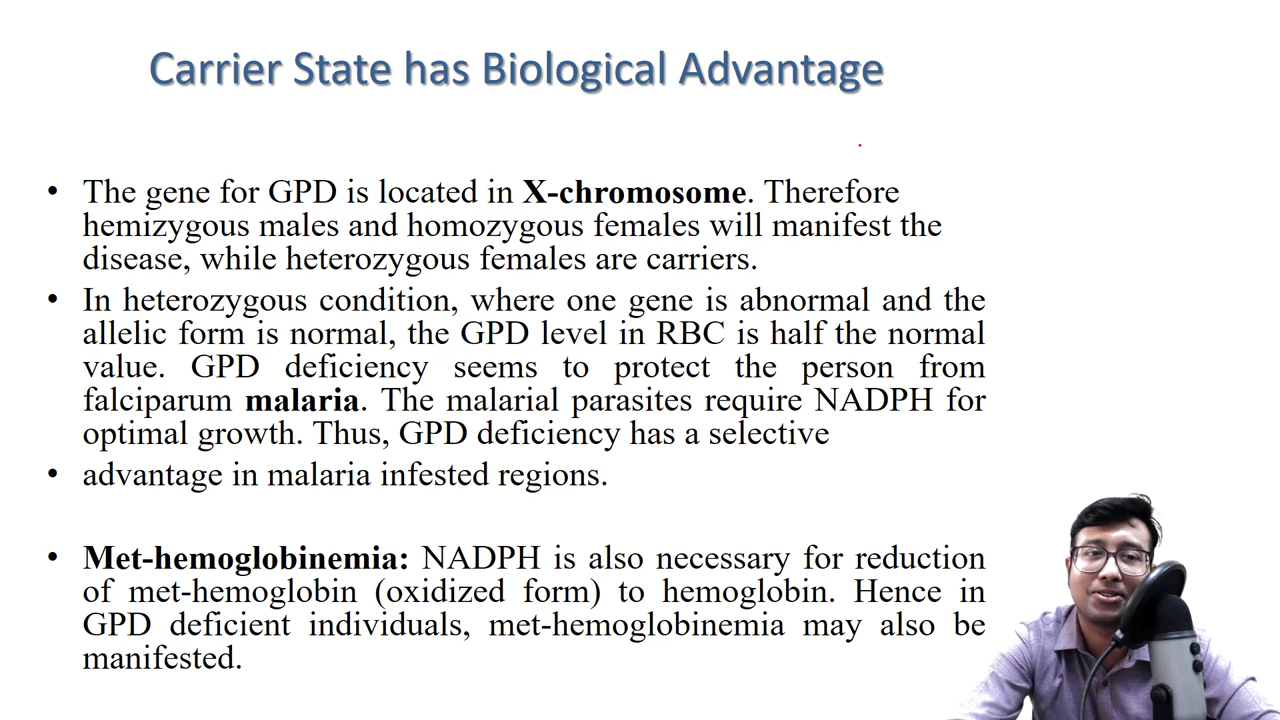 Carrier State has Biological Advantage
• The gene for GPD is located in X-chromosome. Therefore
hemizygous males and homozygous females will manifest the
disease, while heterozygous females are carriers.
• In heterozygous condition, where one gene is abnormal and the
allelic form is normal, the GPD level in RBC is half the normal
value. GPD deficiency seems to protect the person from
falciparum malaria. The malarial parasites require NADPH for
optimal growth. Thus, GPD deficiency has a selective
• advantage in malaria infested regions.
• Met-hemoglobinemia: NADPH is also necessary for reduction
of met-hemoglobin (oxidized form) to hemoglobin. Hence in
GPD deficient individuals, met-hemoglobinemia may also be
manifested.